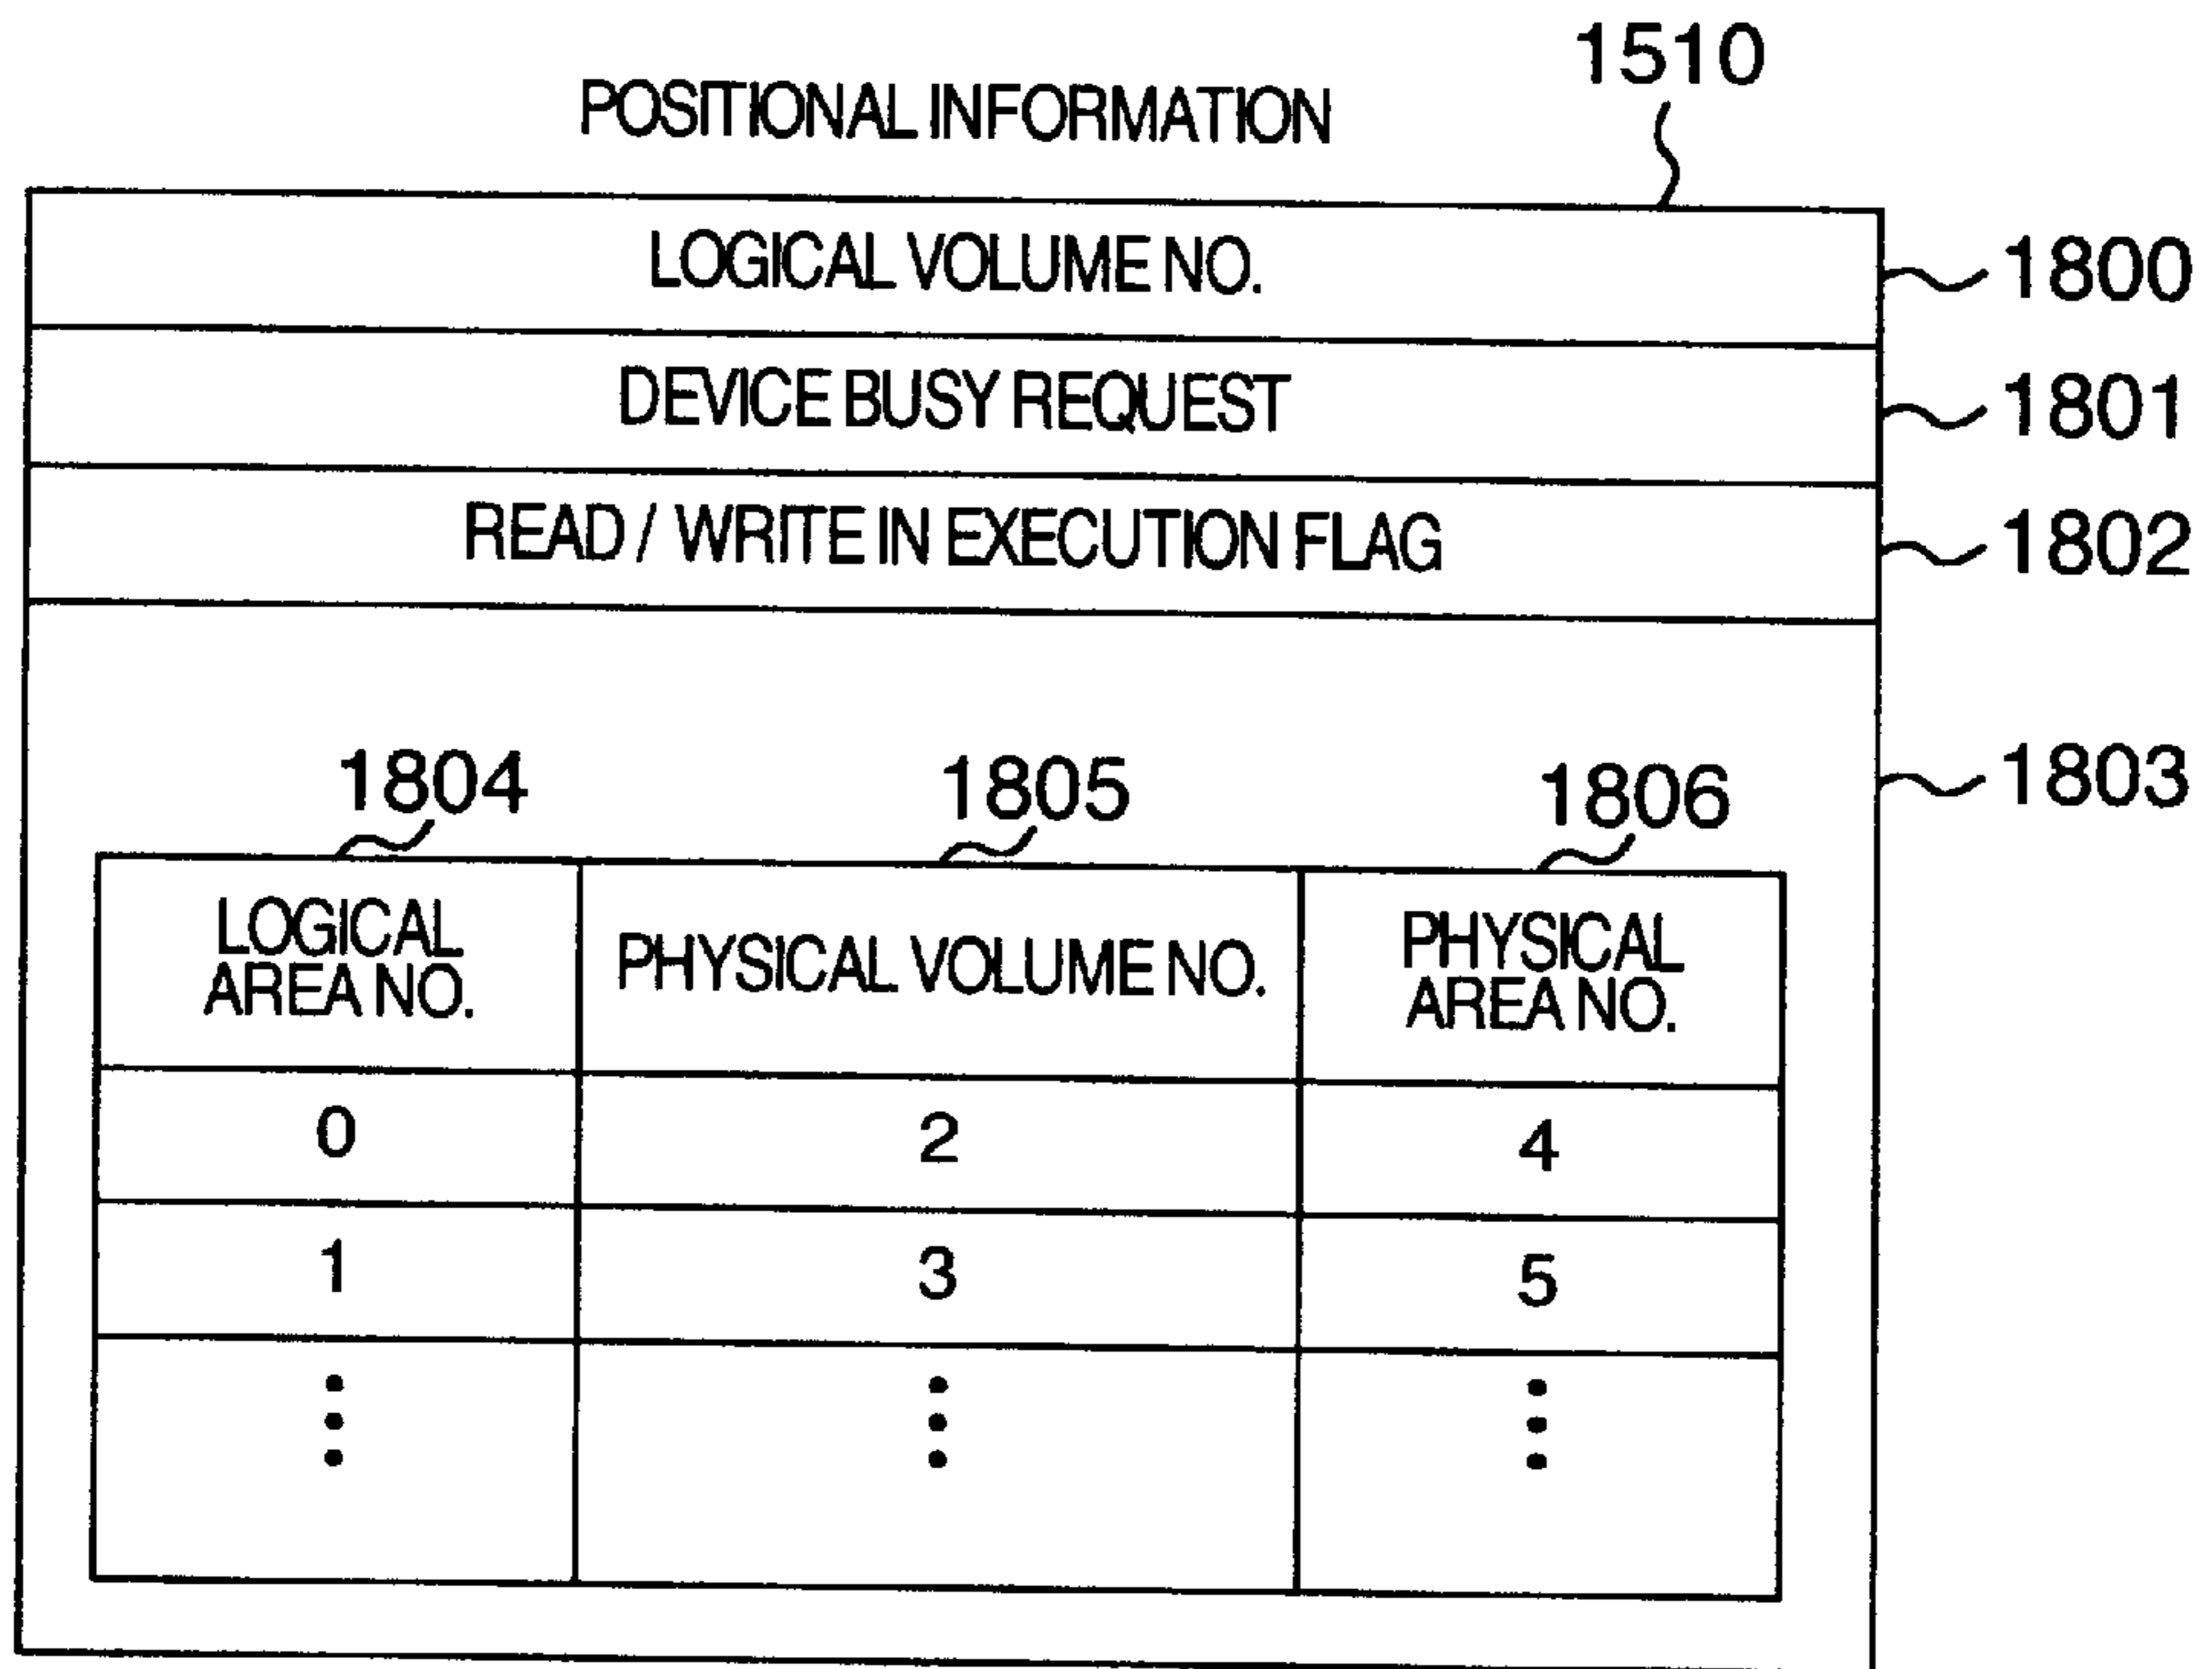 1510
POSITIONAL INFORMATION
LOGICAL VOLUME NO. 1800
DEVICE BUSY REQUEST 1801
READ / WRITE IN EXECUTION FLAG 1802
1803
1804 1805 1806
LOGICAL AREA NO. PHYSICAL VOLUME NO. PHYSICAL AREA NO.
0 2 4
1 3 5